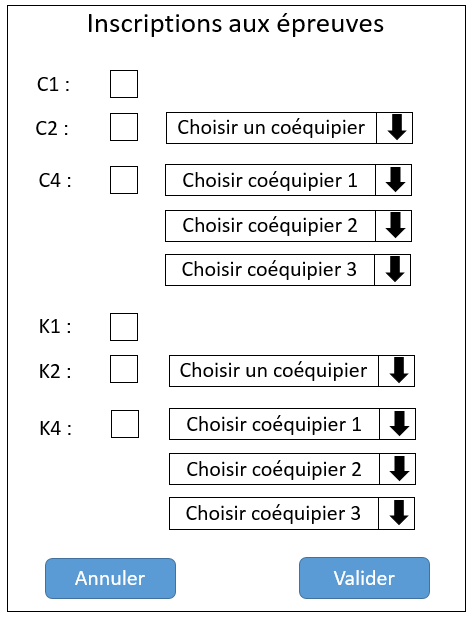 Inscriptions aux épreuves
C1 :
C2 : Choisir un coéquipier
C4 : Choisir coéquipier 1
Choisir coéquipier 2
Choisir coéquipier 3
K1 :
K2 : Choisir un coéquipier
K4 : Choisir coéquipier 1
Choisir coéquipier 2
Choisir coéquipier 3
Annuler Valider